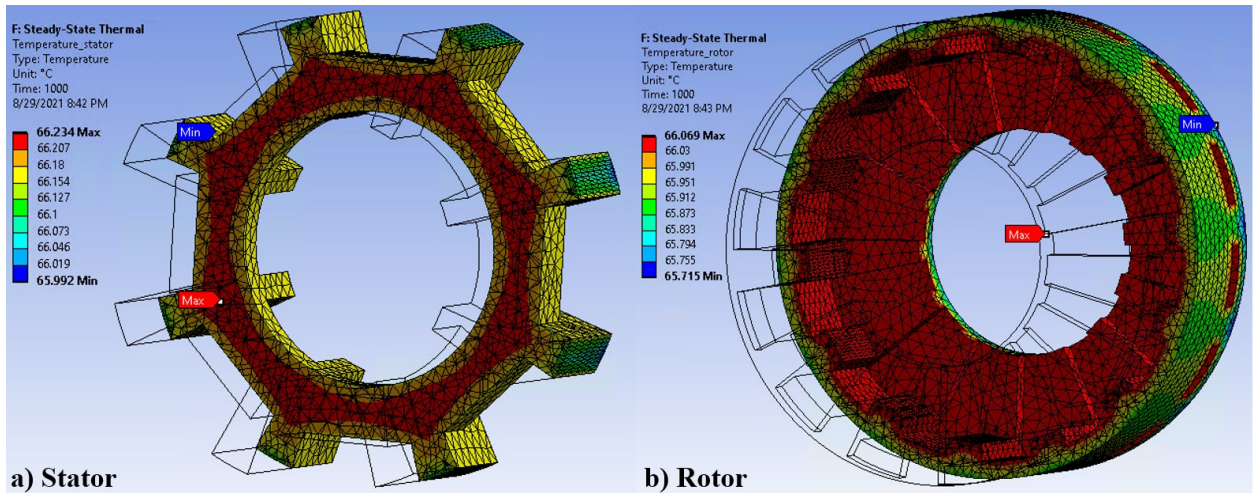 F: Steady-State Thermal
Temperature_stator
Type: Temperature
Unit: °C
Time: 1000
8/29/2021 8:42 PM
66.234 Max
66.207
66.18
66.154
66.127
66.1
66.073
66.046
66.019
65.992 Min
Min
Max
a) Stator
F: Steady-State Thermal
Temperature_rotor
Type: Temperature
Unit: °C
Time: 1000
8/29/2021 8:43 PM
66.069 Max
66.03
65.991
65.951
65.912
65.873
65.833
65.794
65.755
65.715 Min
Min
Max
b) Rotor